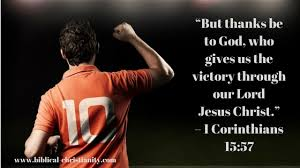 “But thanks be
to God, who
gives us the
victory through
our Lord
Jesus Christ.”
– 1 Corinthians
15:57
10
www.biblical-christianity.com